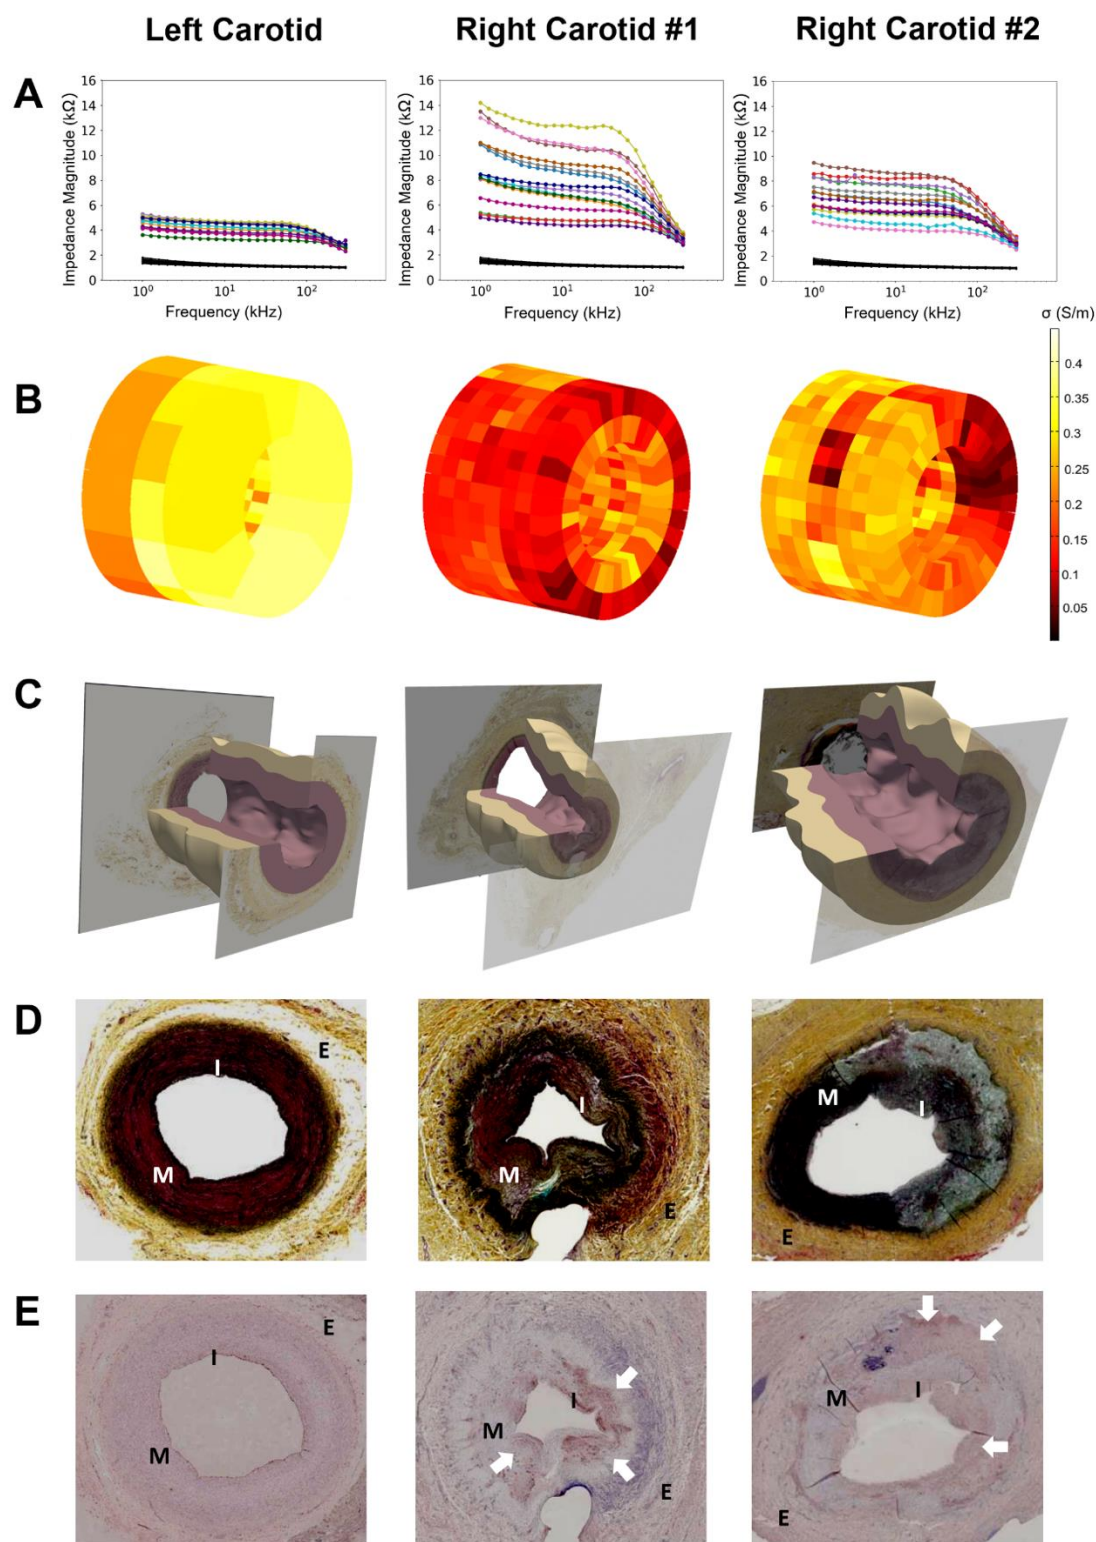 Left Carotid
Right Carotid #1
Right Carotid #2
A
Impedance Magnitude (kΩ)
16
14
12
10
8
6
4
2
0
10⁰
10¹
10²
Frequency (kHz)
Impedance Magnitude (kΩ)
16
14
12
10
8
6
4
2
0
10⁰
10¹
10²
Frequency (kHz)
Impedance Magnitude (kΩ)
16
14
12
10
8
6
4
2
0
10⁰
10¹
10²
Frequency (kHz)
σ (S/m)
0.4
0.35
0.3
0.25
0.2
0.15
0.1
0.05
B
C
D
E
I
M
I
M
E
M
I
E
E
E
I
M
I
M
E
M
I
E